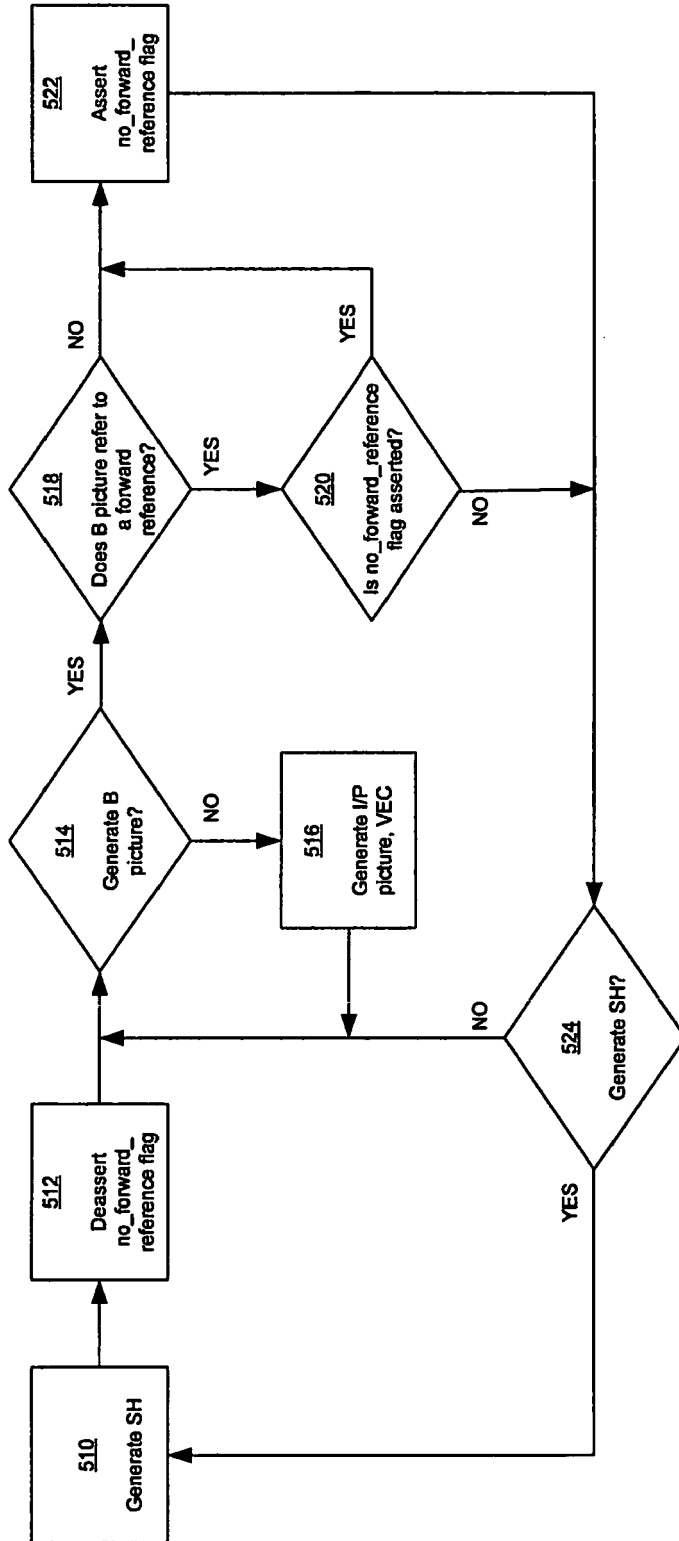 510
Generate SH
512
Deassert
no_forward_
reference flag
514
Generate B
picture?
YES
NO
516
Generate I/P
picture, VEC
518
Does B picture refer to
a forward
reference?
NO
YES
520
Is no_forward_reference
flag asserted?
YES
NO
522
Assert
no_forward_
reference flag
524
Generate SH?
NO
YES